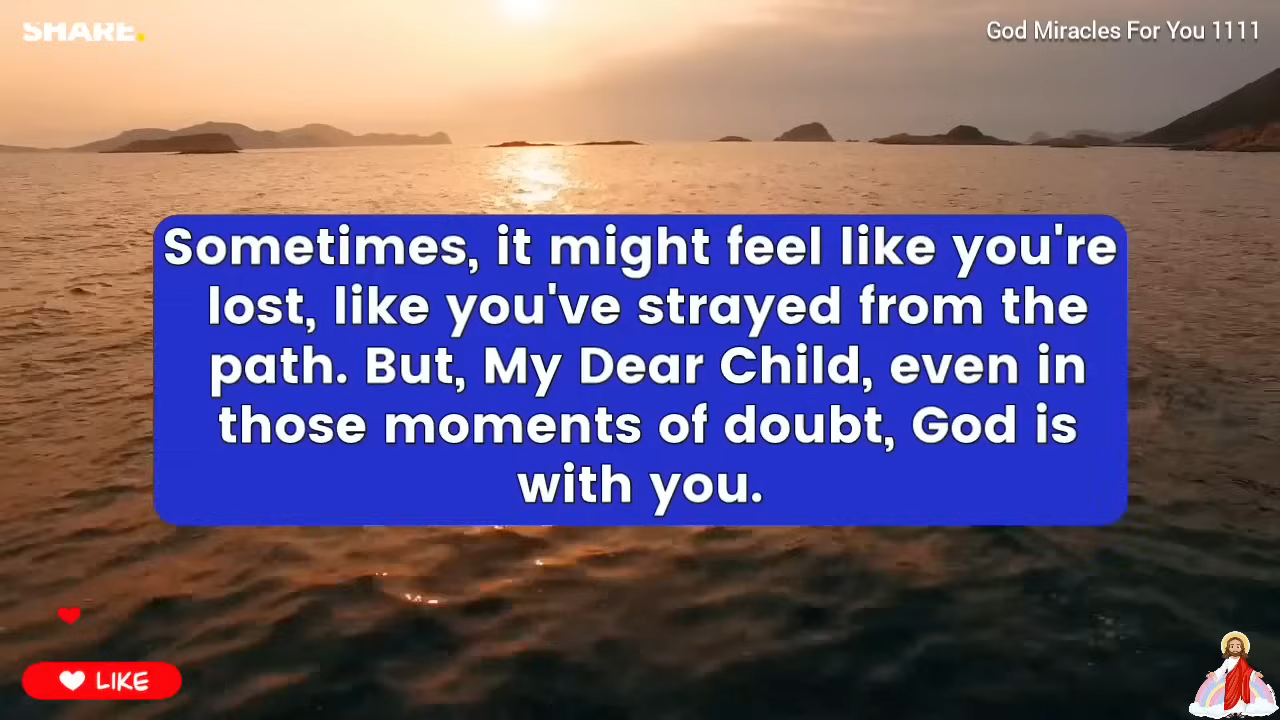 SHARE.
God Miracles For You 1111
Sometimes, it might feel like you're
lost, like you've strayed from the
path. But, My Dear Child, even in
those moments of doubt, God is
with you.
LIKE